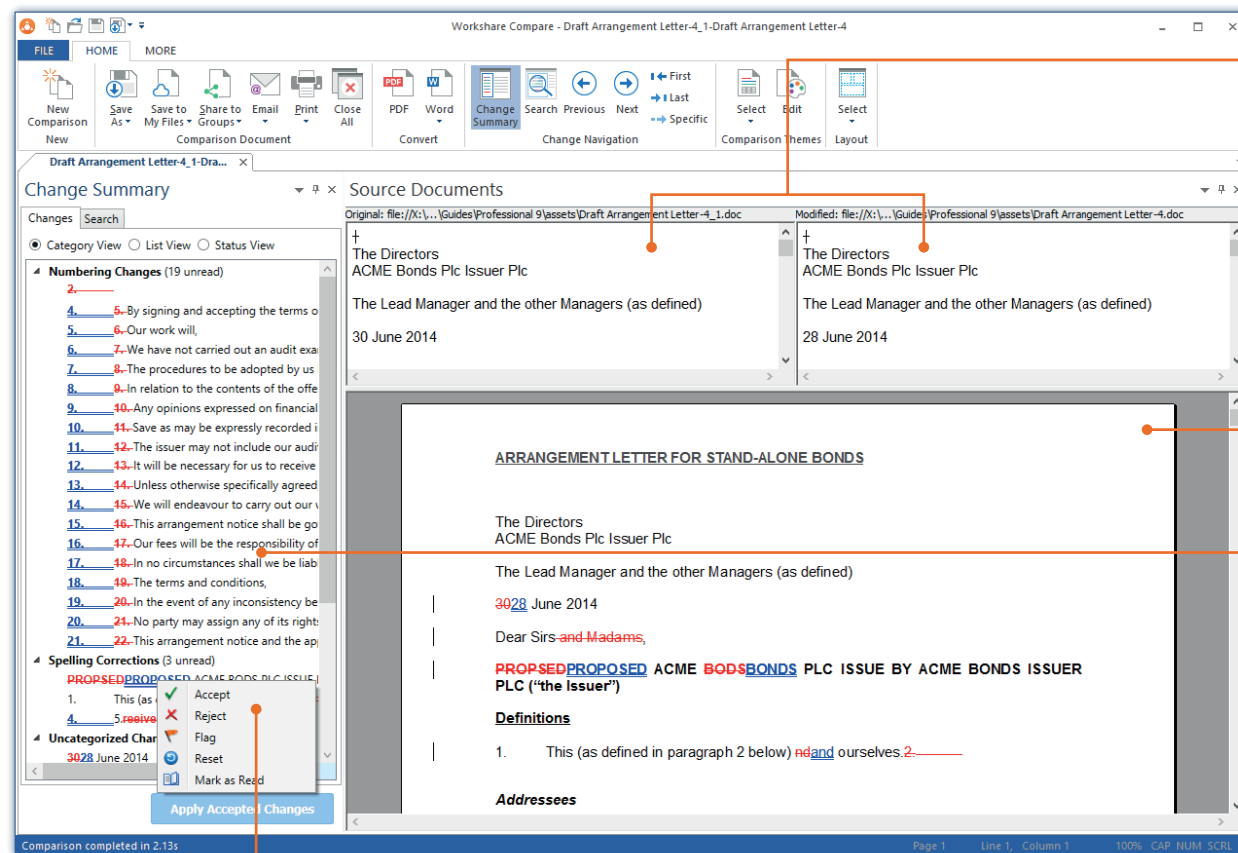 Workshare Compare - Draft Arrangement Letter-4_1-Draft Arrangement Letter-4
FILE HOME MORE
New Comparison
Save As
Save to My Files
Share to Groups
Email
Print
Close All
PDF
Word
Change Summary
Search
Previous
Next
First
Last
Specific
Select
Edit
Select
New
Comparison Document
Convert
Change Navigation
Comparison Themes
Layout
Draft Arrangement Letter-4_1-Dra...
Change Summary
Changes Search
Category View List View Status View
Numbering Changes (19 unread)
2.
4. 5. By signing and accepting the terms o
5. 6. Our work will,
6. 7. We have not carried out an audit exa
7. 8. The procedures to be adopted by us
8. 9. In relation to the contents of the offe
9. 10. Any opinions expressed on financial
10. 11. Save as may be expressly recorded i
11. 12. The issuer may not include our audi
12. 13. It will be necessary for us to receive
13. 14. Unless otherwise specifically agreed
14. 15. We will endeavour to carry out our
15. 16. This arrangement notice shall be go
16. 17. Our fees will be the responsibility of
17. 18. In no circumstances shall we be liab
18. 19. The terms and conditions,
19. 20. In the event of any inconsistency be
20. 21. No party may assign any of its rights
21. 22. This arrangement notice and the app
Spelling Corrections (3 unread)
PROPSEDPROPOSED ACME BODS PLC ISSUE
1. This (as
4. 5.reeive
Uncategorized Char
3028 June 2014
Accept
Reject
Flag
Reset
Mark as Read
Apply Accepted Changes
Source Documents
Original: file://X:\...\Guides\Professional 9\assets\Draft Arrangement Letter-4_1.doc
The Directors
ACME Bonds Plc Issuer Plc
The Lead Manager and the other Managers (as defined)
30 June 2014
Modified: file://X:\...\Guides\Professional 9\assets\Draft Arrangement Letter-4.doc
The Directors
ACME Bonds Plc Issuer Plc
The Lead Manager and the other Managers (as defined)
28 June 2014
ARRANGEMENT LETTER FOR STAND-ALONE BONDS
The Directors
ACME Bonds Plc Issuer Plc
The Lead Manager and the other Managers (as defined)
3028 June 2014
Dear Sirs and Madams,
PROPSEDPROPOSED ACME BODSBONDS PLC ISSUE BY ACME BONDS ISSUER
PLC (“the Issuer”)
Definitions
1. This (as defined in paragraph 2 below) ndand ourselves.2.
Addressees
Comparison completed in 2.13s
Page 1 Line 1, Column 1 100% CAP NUM SCRL